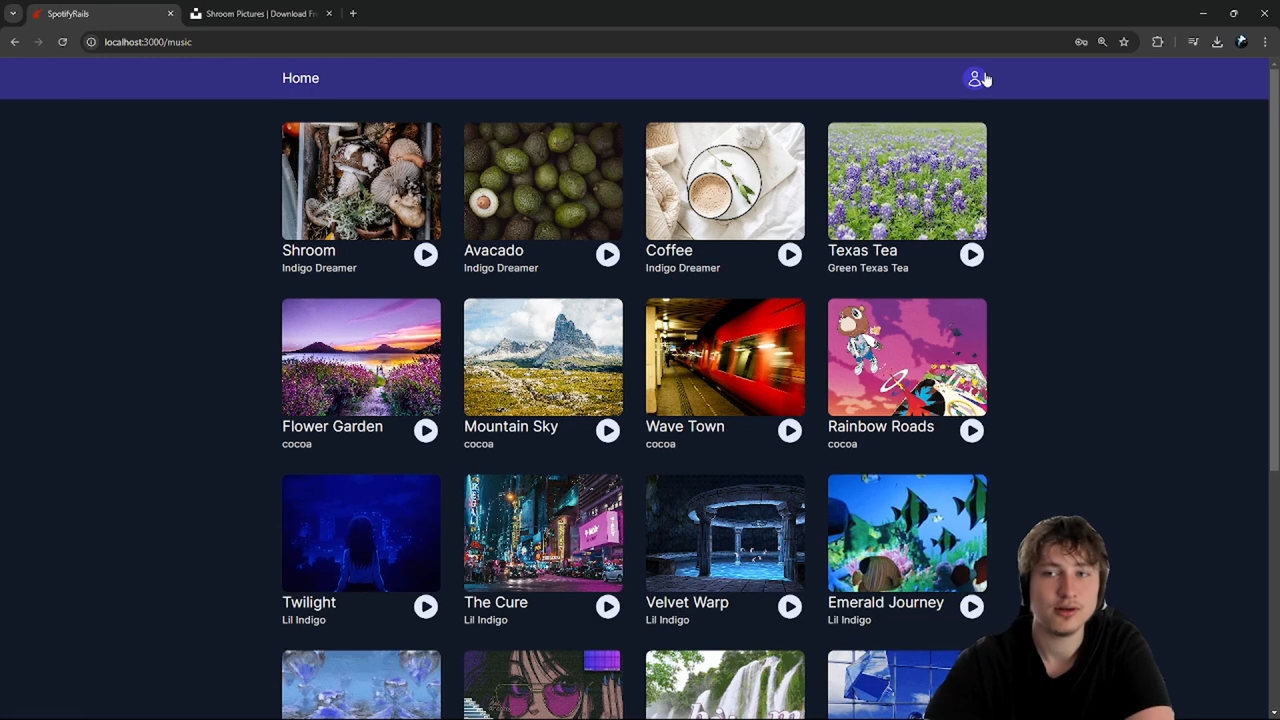 SpotifyRails
Shroom Pictures | Download Fr
localhost:3000/music
Home
Shroom
Indigo Dreamer
Avacado
Indigo Dreamer
Coffee
Indigo Dreamer
Texas Tea
Green Texas Tea
Flower Garden
cocoa
Mountain Sky
cocoa
Wave Town
cocoa
Rainbow Roads
cocoa
Twilight
Lil Indigo
The Cure
Lil Indigo
Velvet Warp
Lil Indigo
Emerald Journey
Lil Indigo